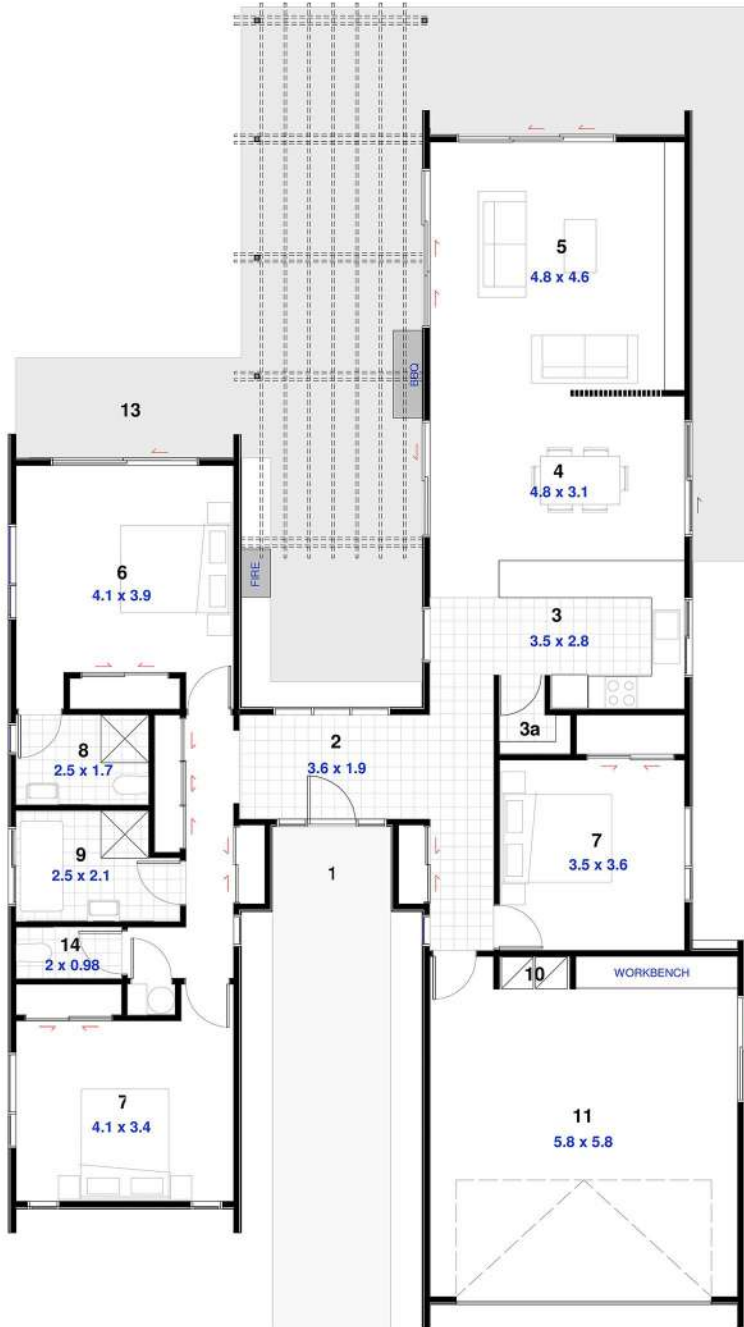 5
4.8 x 4.6
BBQ
13
4
4.8 x 3.1
6
4.1 x 3.9
FIRE
3
3.5 x 2.8
3a
2
3.6 x 1.9
8
2.5 x 1.7
7
3.5 x 3.6
9
2.5 x 2.1
1
14
2 x 0.98
10
WORKBENCH
7
4.1 x 3.4
11
5.8 x 5.8